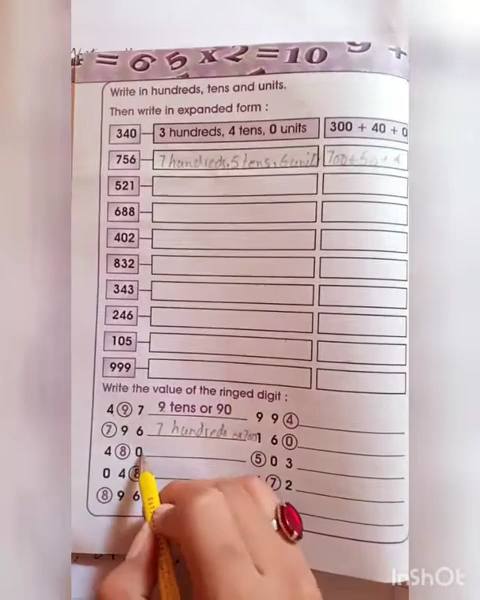 = 6 5 x 2 = 10 9 +
Write in hundreds, tens and units.
Then write in expanded form :
340 3 hundreds, 4 tens, 0 units 300 + 40 + 0
756 7 hundreds, 5 tens, 6 units 700 + 50 +
521
688
402
832
343
246
105
999
Write the value of the ringed digit :
4 9 7 9 tens or 90 9 9 4
7 9 6 7 hundreds or 700 1 6 0
4 8 0 5 0 3
0 4 8 7 2
8 9 6
InShOt